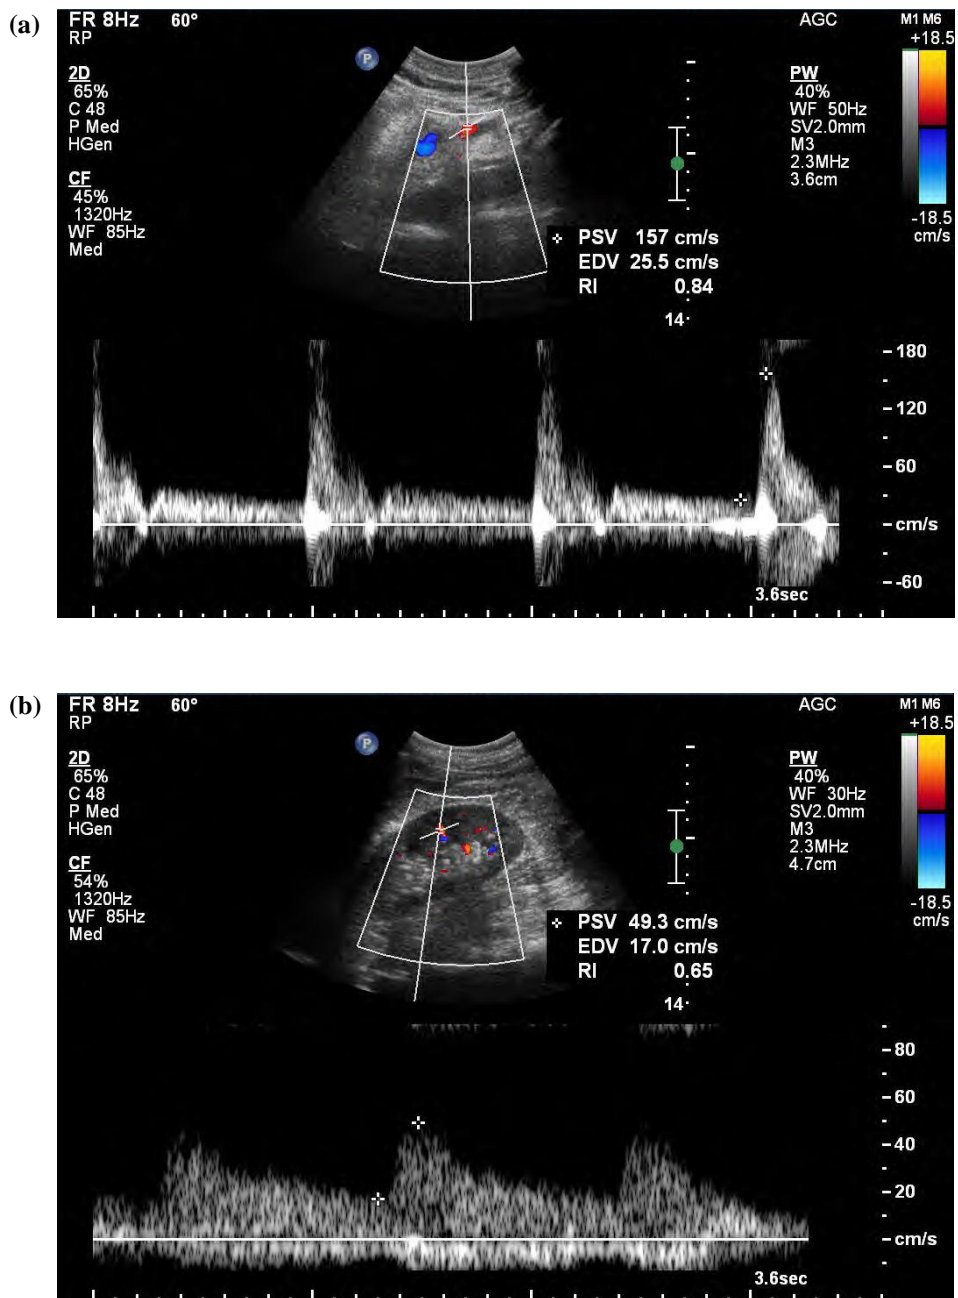 (a)
FR 8Hz 60°
RP
2D
65%
C 48
P Med
HGen
CF
45%
1320Hz
WF 85Hz
Med
P
AGC
M1 M6
+18.5
PW
40%
WF 50Hz
SV2.0mm
M3
2.3MHz
3.6cm
-18.5
cm/s
PSV 157 cm/s
EDV 25.5 cm/s
RI 0.84
14
180
120
60
cm/s
-60
3.6sec
(b)
FR 8Hz 60°
RP
2D
65%
C 48
P Med
HGen
CF
54%
1320Hz
WF 85Hz
Med
P
AGC
M1 M6
+18.5
PW
40%
WF 30Hz
SV2.0mm
M3
2.3MHz
4.7cm
-18.5
cm/s
PSV 49.3 cm/s
EDV 17.0 cm/s
RI 0.65
14
80
60
40
20
cm/s
3.6sec